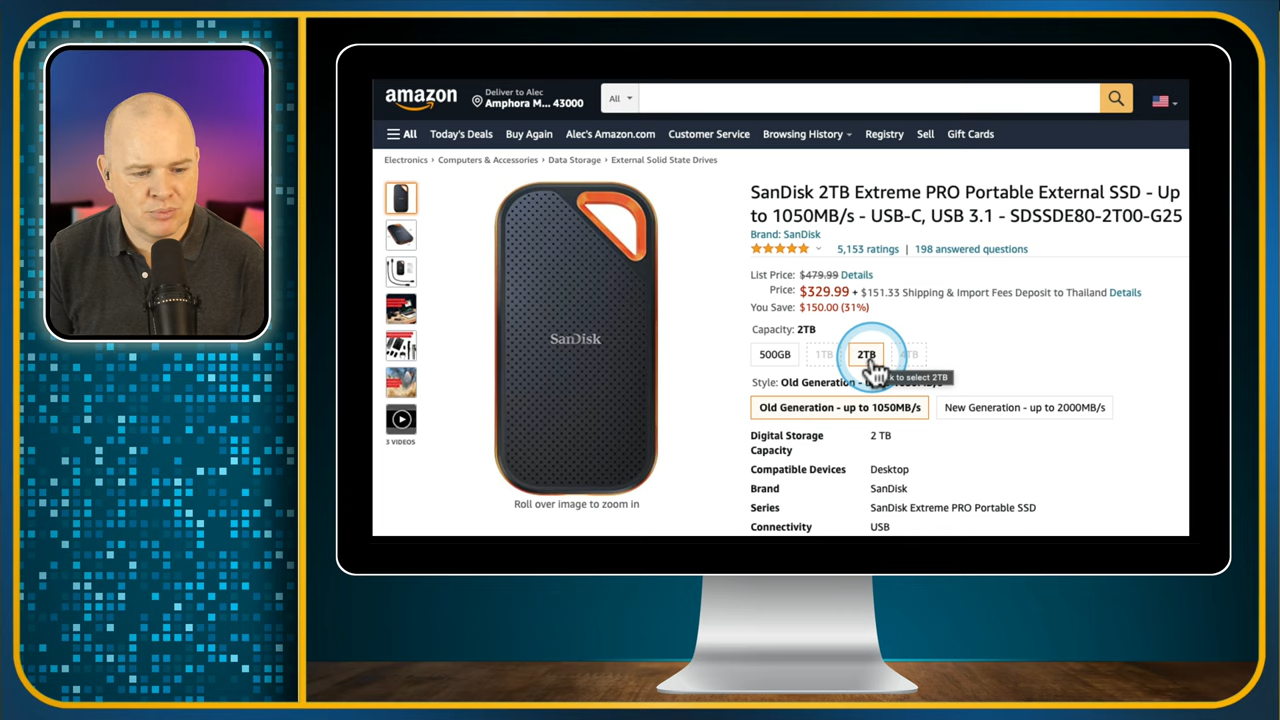 amazon
Deliver to Alec
Amphora M... 43000
All
All
Today's Deals
Buy Again
Alec's Amazon.com
Customer Service
Browsing History
Registry
Sell
Gift Cards
Electronics › Computers & Accessories › Data Storage › External Solid State Drives
SanDisk 2TB Extreme PRO Portable External SSD - Up
to 1050MB/s - USB-C, USB 3.1 - SDSSDE80-2T00-G25
Brand: SanDisk
5,153 ratings | 198 answered questions
List Price: $479.99 Details
Price: $329.99 + $151.33 Shipping & Import Fees Deposit to Thailand Details
You Save: $150.00 (31%)
Capacity: 2TB
500GB
1TB
2TB
k to select 2TB
Style: Old Generation -
Old Generation - up to 1050MB/s
New Generation - up to 2000MB/s
Digital Storage
Capacity
2 TB
Compatible Devices
Desktop
Brand
SanDisk
Series
SanDisk Extreme PRO Portable SSD
Connectivity
USB
SanDisk
Roll over image to zoom in
3 VIDEOS